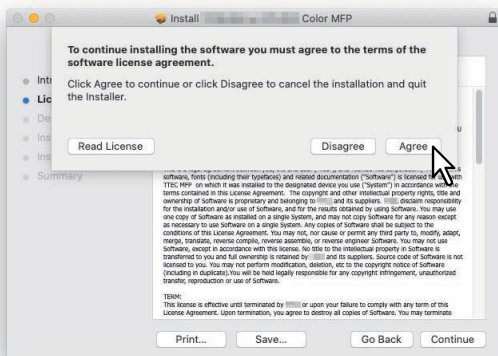 Install Color MFP
To continue installing the software you must agree to the terms of the
software license agreement.
Click Agree to continue or click Disagree to cancel the installation and quit
the Installer.
Read License
Disagree
Agree
Lic
Ins
Ins
Summary
software, fonts (including their typefaces) and related documentation ("Software") is licensed for use with
TTEC MFP on which it was installed to the designated device you use ("System") in accordance with the
terms contained in this License Agreement. The copyright and other intellectual property rights, title and
ownership of Software is proprietary and belonging to and its suppliers. disclaim responsibility
for the installation and/or use of Software, and for the results obtained by using Software. You may use
one copy of Software as installed on a single System, and may not copy Software for any reason except
as necessary to use Software on a single System. Any copies of Software shall be subject to the
conditions of this License Agreement. You may not, nor cause or permit any third party to, modify, adapt,
merge, translate, reverse compile, reverse assemble, or reverse engineer Software. You may not use
Software, except in accordance with this license. No title to the intellectual property in Software is
transferred to you and full ownership is retained by and its suppliers. Source code of Software is not
licensed to you. You may not perform modification, deletion, etc to the copyright notice of Software
(including in duplicate).You will be held legally responsible for any copyright infringement, unauthorized
transfer, reproduction or use of Software.
TERM:
This license is effective until terminated by or upon your failure to comply with any term of this
License Agreement. Upon termination, you agree to destroy all copies of Software. You may terminate
Print...
Save...
Go Back
Continue